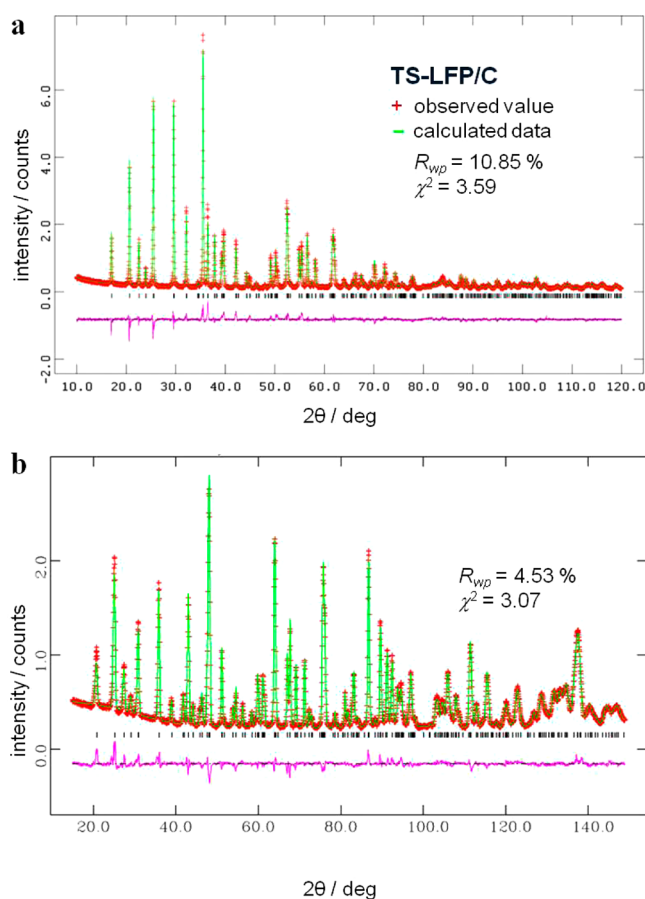 a
TS-LFP/C
+ observed value
– calculated data
Rwp = 10.85 %
χ² = 3.59
intensity / counts
6.0
4.0
2.0
0.0
-2.0
10.0 20.0 30.0 40.0 50.0 60.0 70.0 80.0 90.0 100.0 110.0 120.0
2θ / deg
b
Rwp = 4.53 %
χ² = 3.07
intensity / counts
2.0
1.0
0.0
20.0 40.0 60.0 80.0 100.0 120.0 140.0
2θ / deg